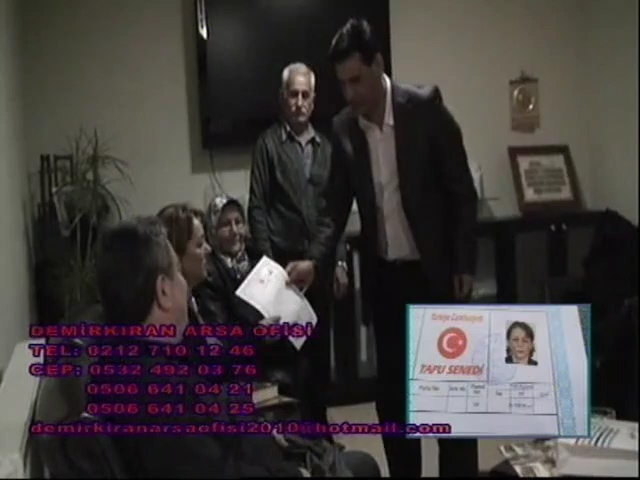 DEMİRKIRAN ARSA OFİSİ
TEL: 0212 710 12 46
CEP: 0532 492 03 76
0506 641 04 21
0506 641 04 25
demirkiranarsaofisi2010@hotmail.com
Türkiye Cumhuriyeti
TAPU SENEDİ